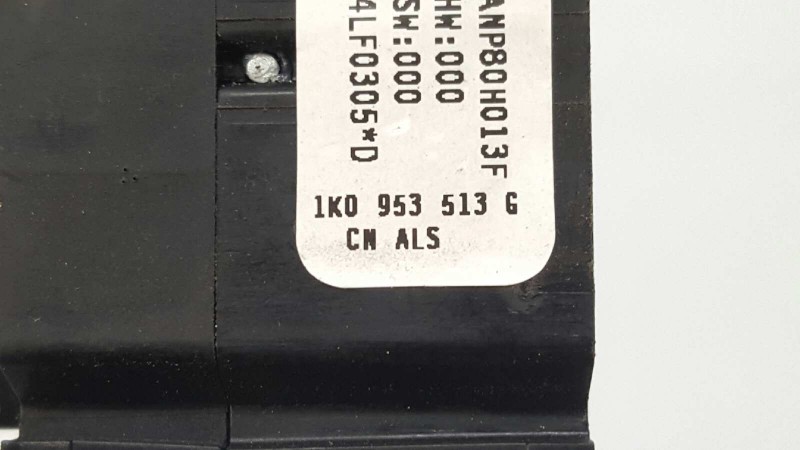 ANP80H013F
HW:000
SW:000
4LF0305*D
1K0 953 513 G
CN ALS